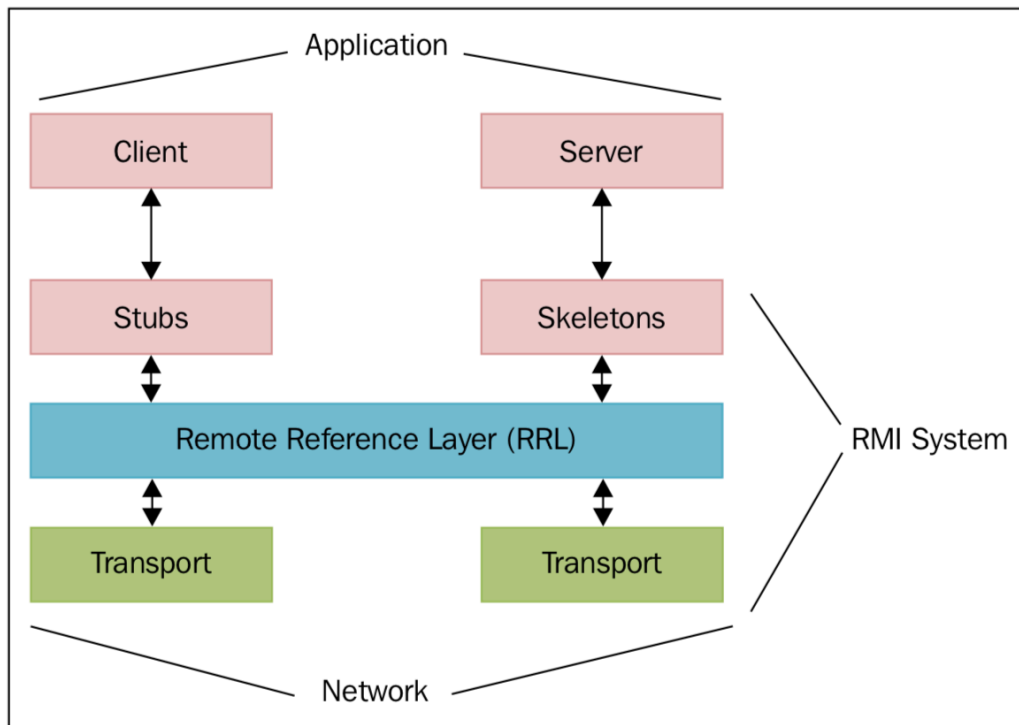 Application
Client
Server
Stubs
Skeletons
Remote Reference Layer (RRL)
RMI System
Transport
Transport
Network